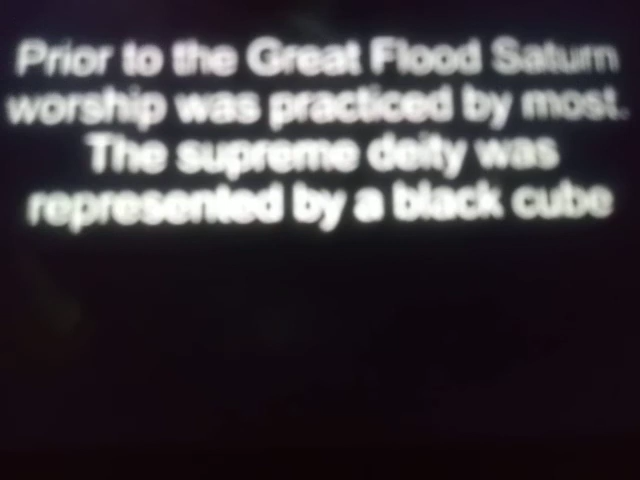 Prior to the Great Flood Saturn
worship was practiced by most.
The supreme deity was
represented by a black cube